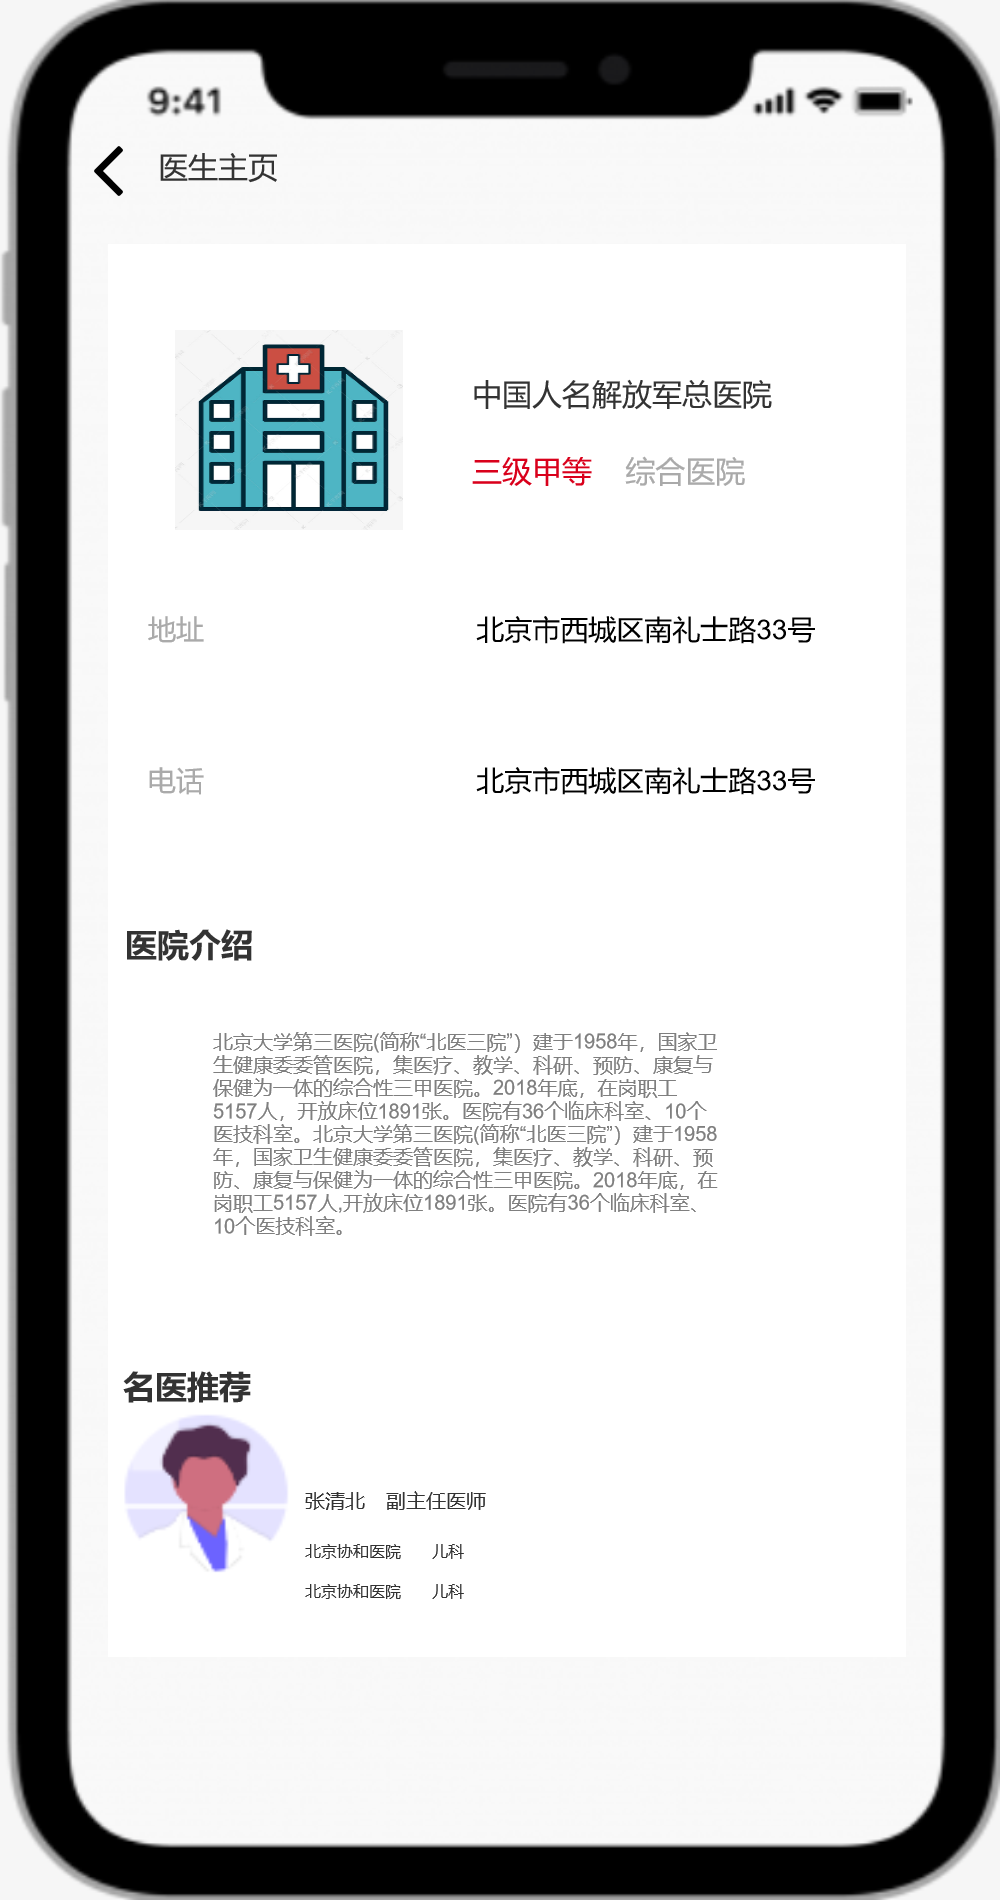 9:41
医生主页
中国人名解放军总医院
三级甲等 综合医院
地址 北京市西城区南礼士路33号
电话 北京市西城区南礼士路33号
医院介绍
北京大学第三医院(简称“北医三院”）建于1958年，国家卫
生健康委委管医院，集医疗、教学、科研、预防、康复与
保健为一体的综合性三甲医院。2018年底，在岗职工
5157人，开放床位1891张。医院有36个临床科室、10个
医技科室。北京大学第三医院(简称“北医三院”）建于1958
年，国家卫生健康委委管医院，集医疗、教学、科研、预
防、康复与保健为一体的综合性三甲医院。2018年底，在
岗职工5157人,开放床位1891张。医院有36个临床科室、
10个医技科室。
名医推荐
张清北 副主任医师
北京协和医院 儿科
北京协和医院 儿科